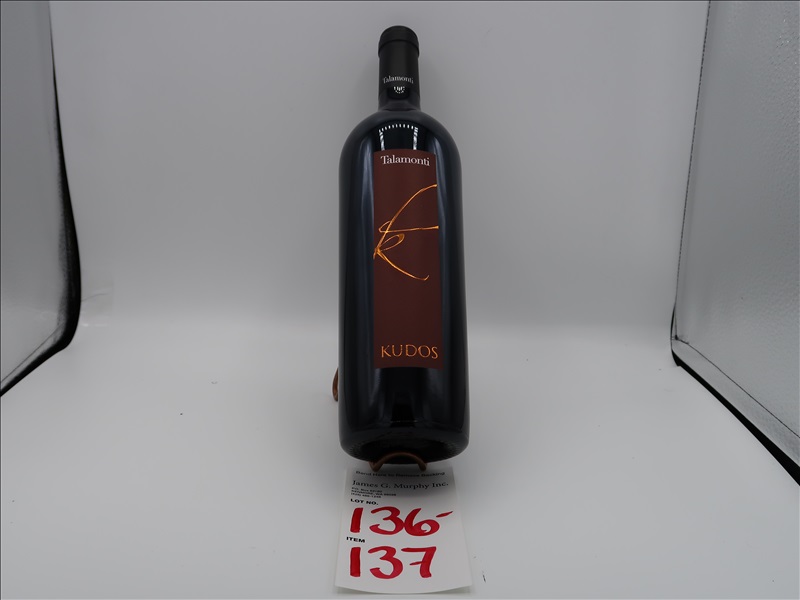 Talamonti
Talamonti
k
KUDOS
James G. Murphy Inc.
LOT NO.
136-
ITEM
137